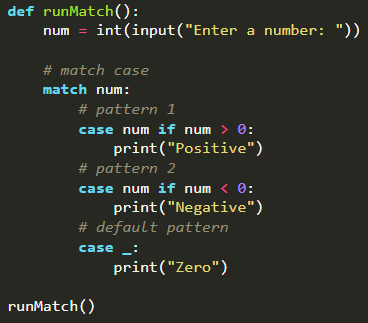 def runMatch():
    num = int(input("Enter a number: "))

    # match case
    match num:
        # pattern 1
        case num if num > 0:
            print("Positive")
        # pattern 2
        case num if num < 0:
            print("Negative")
        # default pattern
        case _:
            print("Zero")

runMatch()